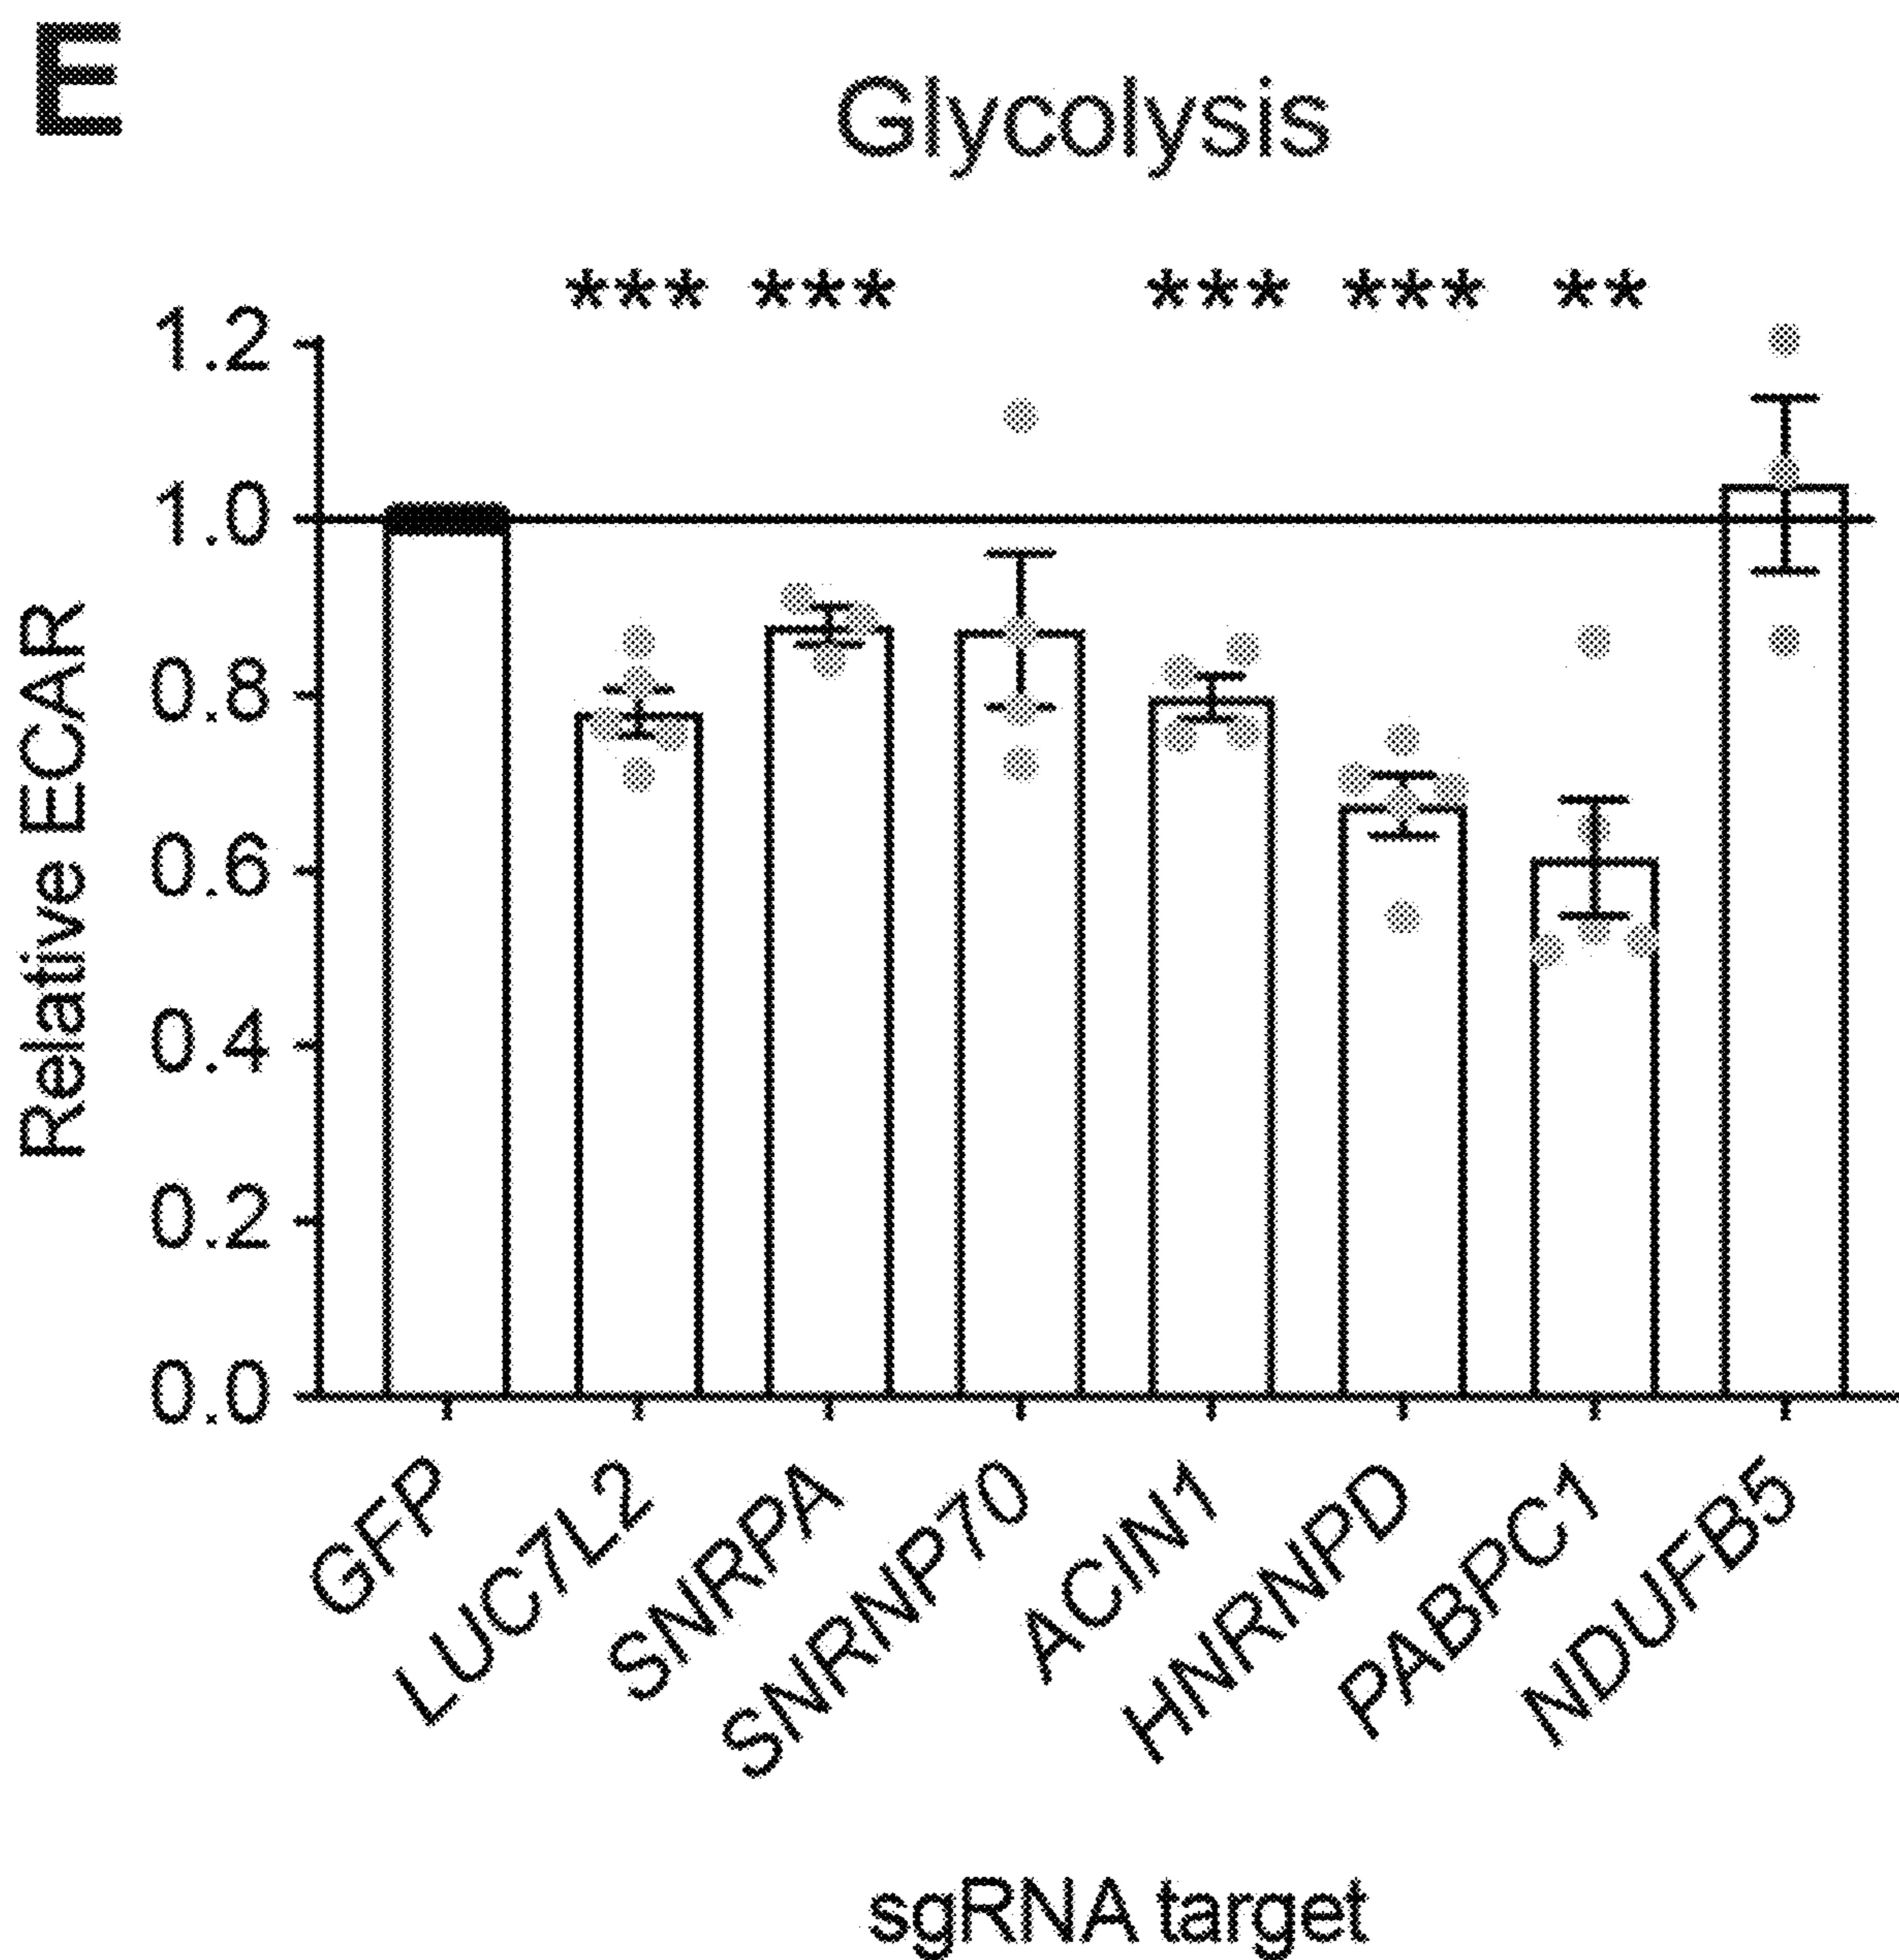 E
Glycolysis
*** *** *** *** **
1.2
1.0
0.8
0.6
0.4
0.2
0.0
Relative ECAR
GFP
LUC7L2
SNRPA
SNRNP70
ACIN1
HNRNPD
PABPC1
NDUFB5
sgRNA target